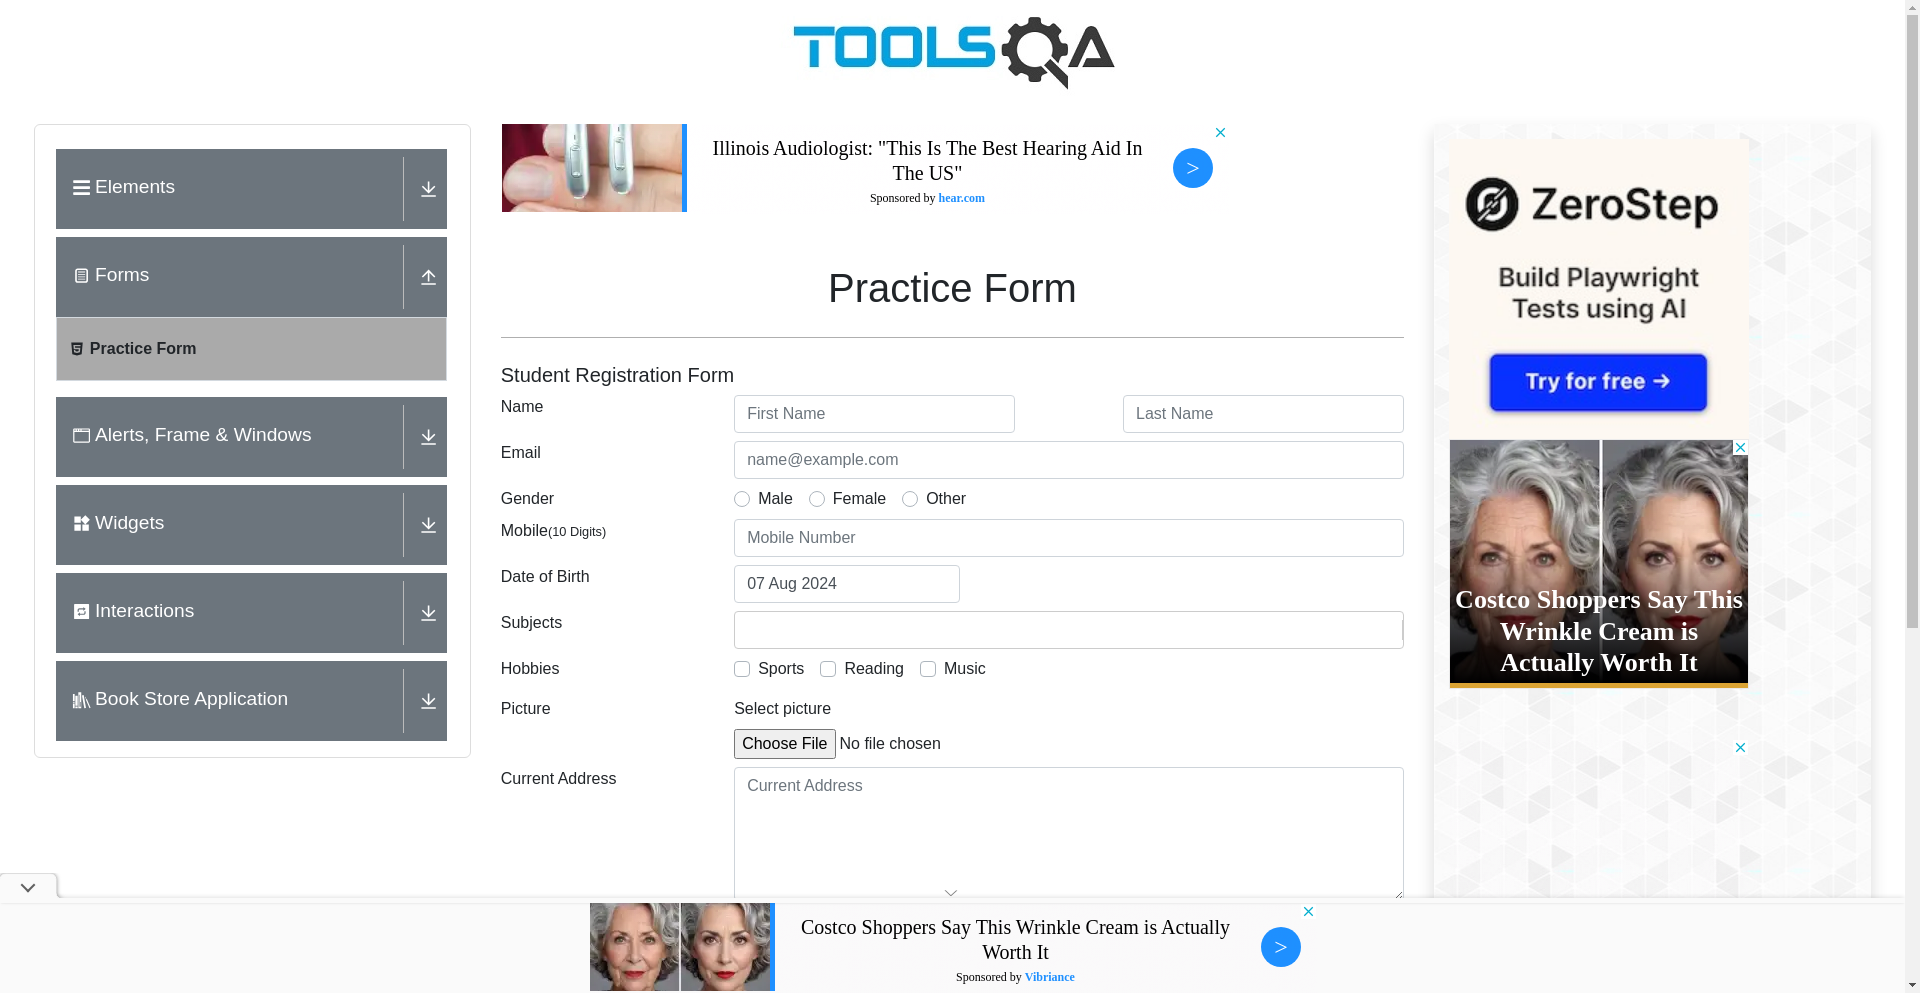 TOOLSQA
Elements
Forms
Practice Form
Alerts, Frame & Windows
Widgets
Interactions
Book Store Application
Illinois Audiologist: "This Is The Best Hearing Aid In
The US"
Sponsored by hear.com
>
Practice Form
Student Registration Form
Name
First Name
Last Name
Email
name@example.com
Gender
Male
Female
Other
Mobile(10 Digits)
Mobile Number
Date of Birth
07 Aug 2024
Subjects
Hobbies
Sports
Reading
Music
Picture
Select picture
Choose File No file chosen
Current Address
Current Address
ZeroStep
Build Playwright
Tests using AI
Try for free →
Costco Shoppers Say This
Wrinkle Cream is
Actually Worth It
Costco Shoppers Say This Wrinkle Cream is Actually
Worth It
Sponsored by Vibriance
>